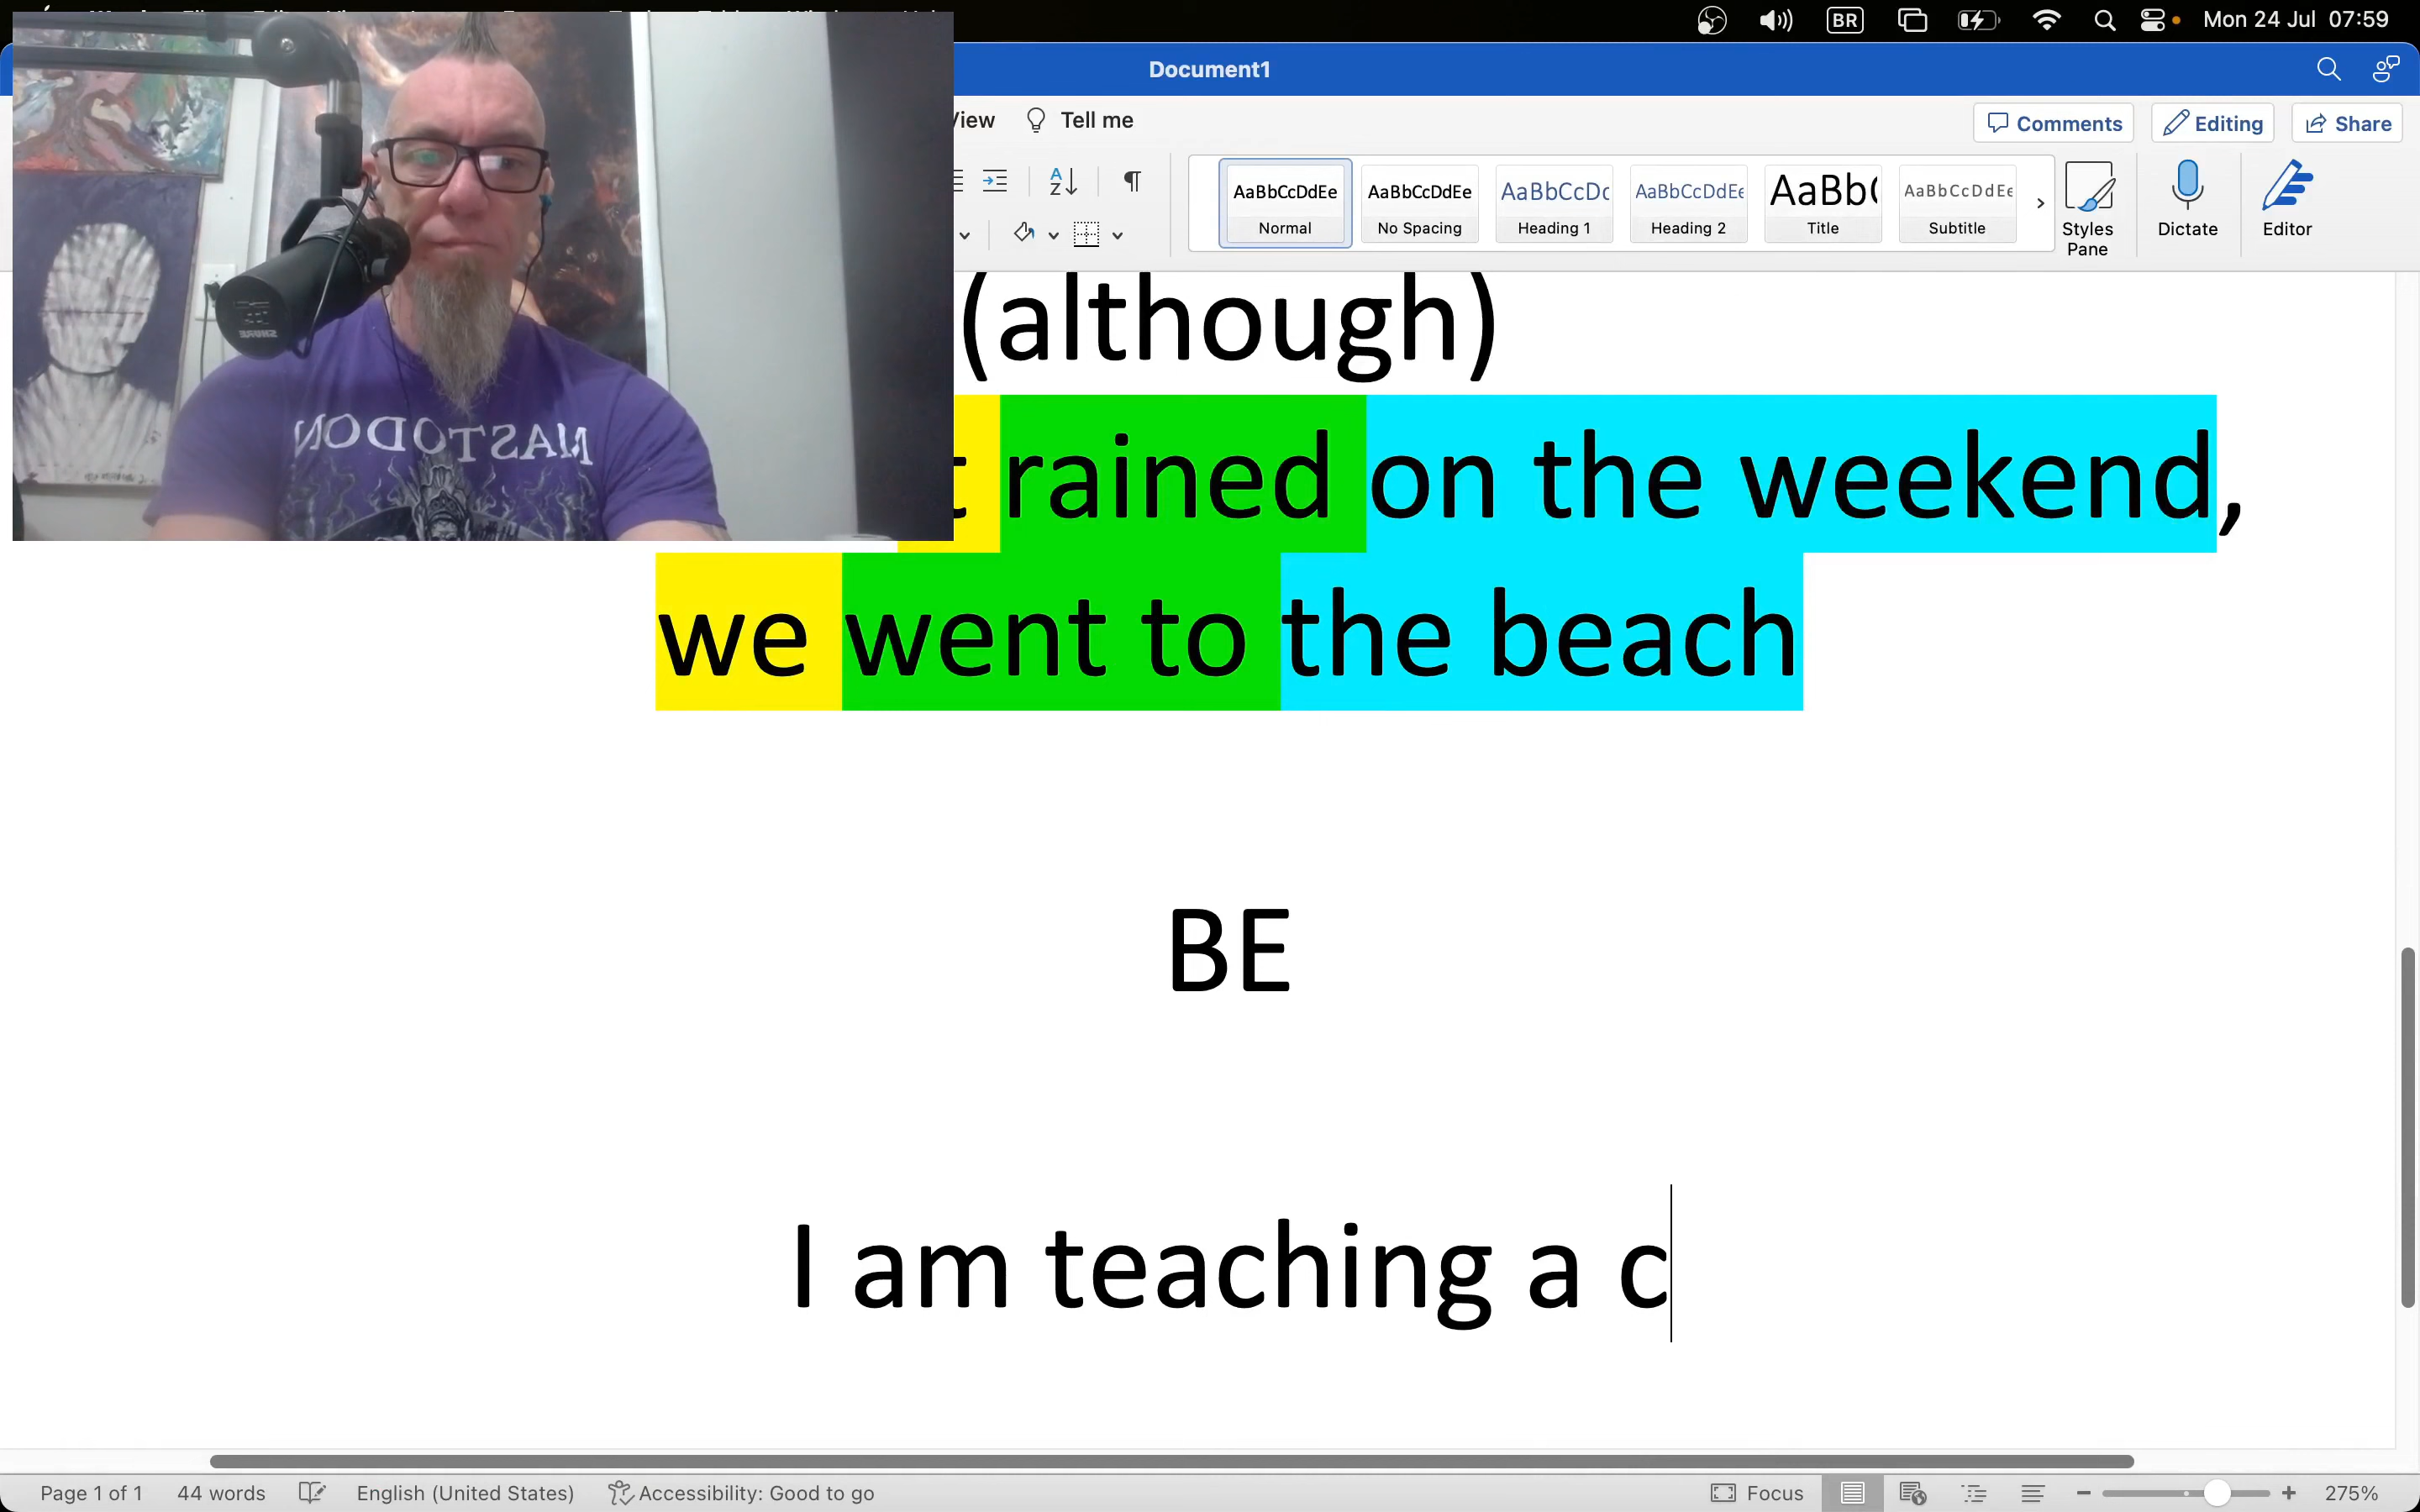 BR
Mon 24 Jul 07:59
Document1
View
Tell me
Comments
Editing
Share
AaBbCcDdEe
AaBbCcDdEe
AaBbCcDc
AaBbCcDdEe
AaBb(
AaBbCcDdEe
Normal
No Spacing
Heading 1
Heading 2
Title
Subtitle
Styles Pane
Dictate
Editor
MASTODON
SHURE
(although)
t rained on the weekend,
we went to the beach
BE
I am teaching a c
Page 1 of 1
44 words
English (United States)
Accessibility: Good to go
Focus
275%